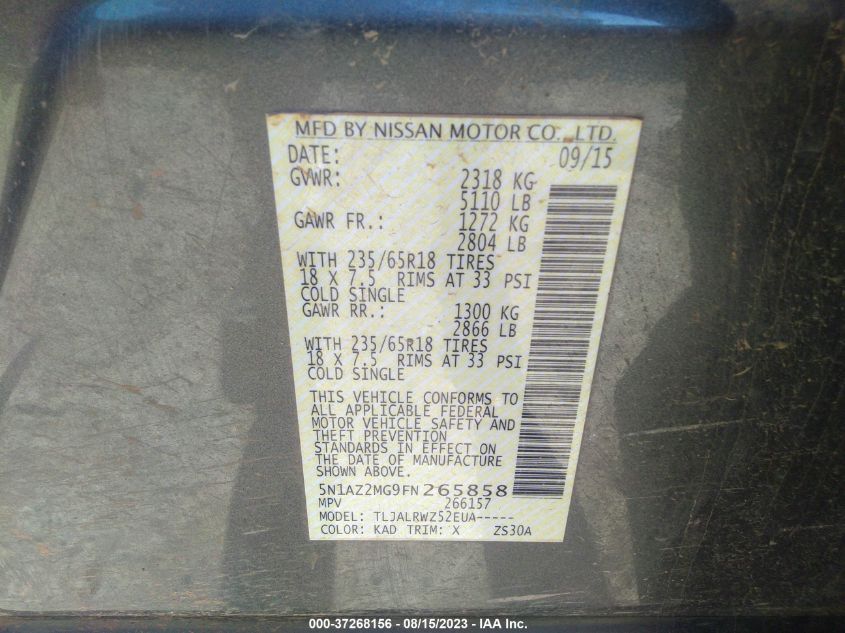 MFD BY NISSAN MOTOR CO., LTD.
DATE: 09/15
GVWR: 2318 KG
5110 LB
GAWR FR.: 1272 KG
2804 LB
WITH 235/65R18 TIRES
18 X 7.5 RIMS AT 33 PSI
COLD SINGLE
GAWR RR.: 1300 KG
2866 LB
WITH 235/65R18 TIRES
18 X 7.5 RIMS AT 33 PSI
COLD SINGLE
THIS VEHICLE CONFORMS TO
ALL APPLICABLE FEDERAL
MOTOR VEHICLE SAFETY AND
THEFT PREVENTION
STANDARDS IN EFFECT ON
THE DATE OF MANUFACTURE
SHOWN ABOVE.
5N1AZ2MG9FN265858
MPV 266157
MODEL: TLJALRWZ52EUA-----
COLOR: KAD TRIM: X ZS30A
000-37268156 - 08/15/2023 - IAA Inc.